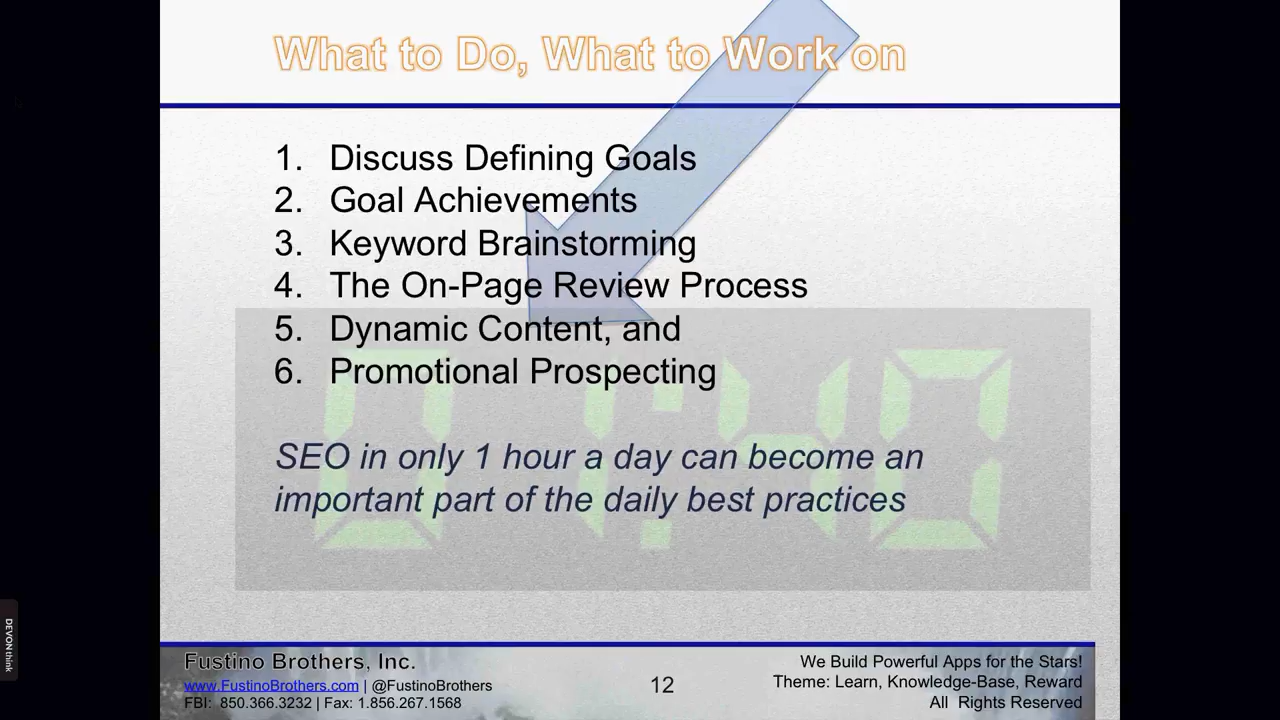 What to Do, What to Work on
1. Discuss Defining Goals
2. Goal Achievements
3. Keyword Brainstorming
4. The On-Page Review Process
5. Dynamic Content, and
6. Promotional Prospecting
SEO in only 1 hour a day can become an
important part of the daily best practices
Fustino Brothers, Inc.
www.FustinoBrothers.com | @FustinoBrothers
FBI: 850.366.3232 | Fax: 1.856.267.1568
12
We Build Powerful Apps for the Stars!
Theme: Learn, Knowledge-Base, Reward
All Rights Reserved
DEVONthink